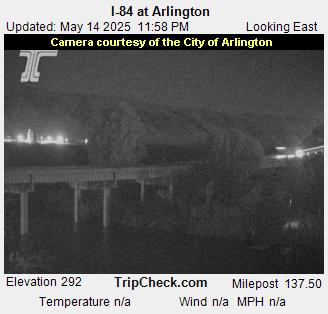 I-84 at Arlington
Updated: May 14 2025 11:58 PM Looking East
Camera courtesy of the City of Arlington
Elevation 292 TripCheck.com Milepost 137.50
Temperature n/a Wind n/a MPH n/a